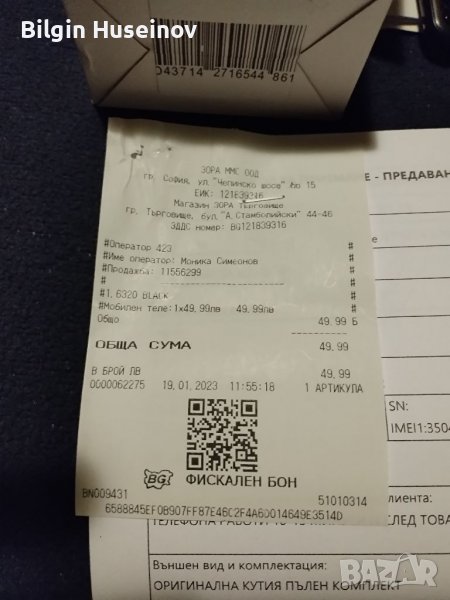 Bilgin Huseinov
043714 2716544 861
ЗОРА ММС ООД
гр. София, ул. "Челинско шосе" No 15
ЕИК: 121839316
Магазин ЗОРА Търговище
гр. Търговище, бул. "А.Стамболийски" 44-46
ЗДДС номер: BG121839316
#Оператор 423 #
#Име оператор: Моника Симеонов #
#Продажба: 11556299 #
# #
#T. 6320 BLACK #
#Мобилен теле:1x49.99лв 49.99лв #
Общо 49.99 Б
ОБЩА СУМА 49.99
В БРОЙ ЛВ 49.99
0000062275 19.01.2023 11:55:18 1 АРТИКУЛА
BG
ФИСКАЛЕН БОН
BN009431 51010314
6588845EF0B907FF87E46C2F4A6D014649E3514D
Е - ПРЕДАВАН
SN:
IMEI1:3504
клиента:
ТЕЛЕФОНА РАБОТИ СЛЕД ТОВА
Външен вид и комплектация:
ОРИГИНАЛНА КУТИЯ ПЪЛЕН КОМПЛЕКТ
bazar